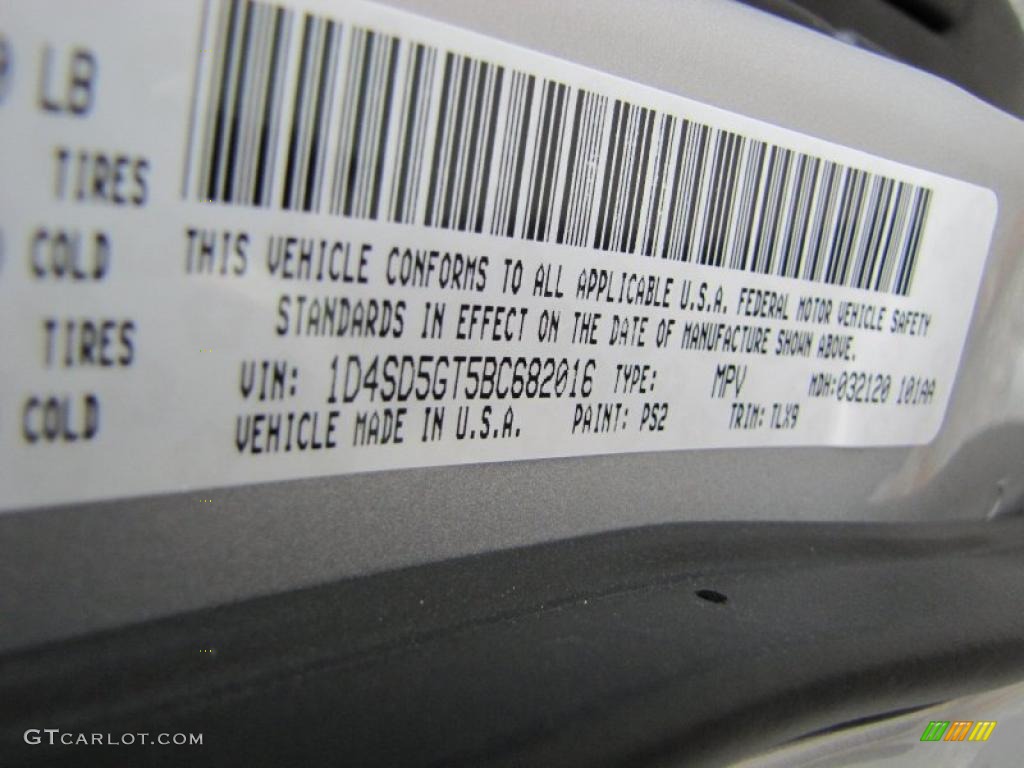 LB
TIRES
COLD
TIRES
COLD
THIS VEHICLE CONFORMS TO ALL APPLICABLE U.S.A. FEDERAL MOTOR VEHICLE SAFETY
STANDARDS IN EFFECT ON THE DATE OF MANUFACTURE SHOWN ABOVE.
VIN: 1D4SD5GT5BC682016 TYPE: MPV MDH:032120 101AA
VEHICLE MADE IN U.S.A. PAINT: PS2 TRIM: TLX9
GTCARLOT.COM